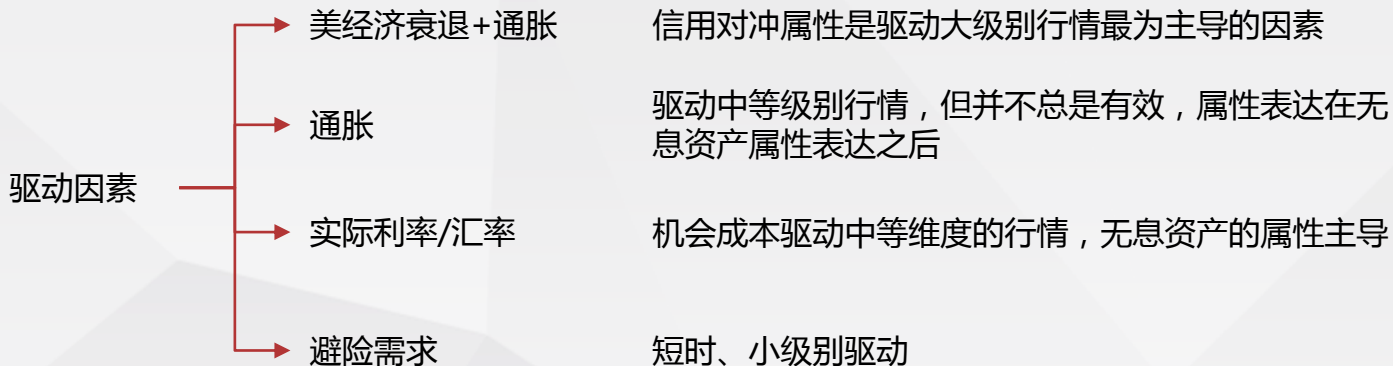 美经济衰退+通胀
信用对冲属性是驱动大级别行情最为主导的因素
通胀
驱动中等级别行情，但并不总是有效，属性表达在无
息资产属性表达之后
驱动因素
实际利率/汇率
机会成本驱动中等维度的行情，无息资产的属性主导
避险需求
短时、小级别驱动